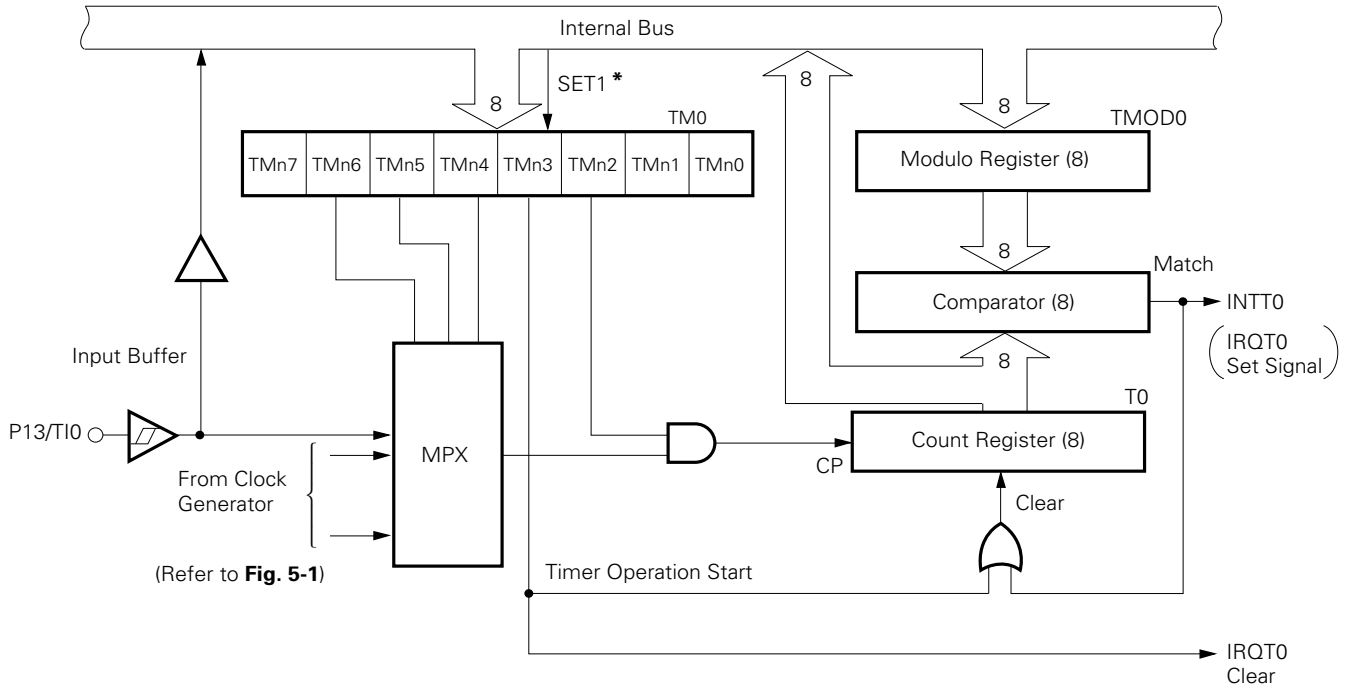 Internal Bus
SET1 *
8
8
8
TM0
TMOD0
TMn7 TMn6 TMn5 TMn4 TMn3 TMn2 TMn1 TMn0
Modulo Register (8)
8
Match
Comparator (8)
INTT0
(IRQT0
Set Signal)
8
Input Buffer
T0
P13/TI0
MPX
Count Register (8)
CP
From Clock
Generator
Clear
(Refer to Fig. 5-1)
Timer Operation Start
IRQT0
Clear